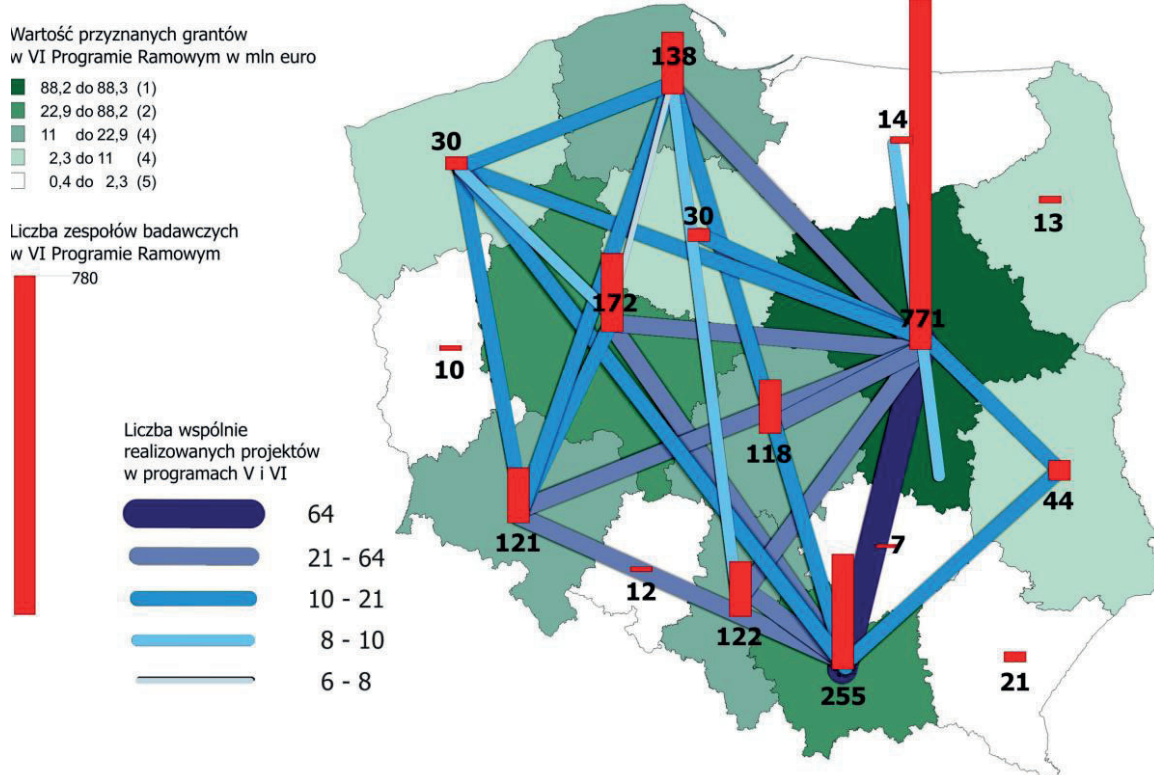 Wartość przyznanych grantów
w VI Programie Ramowym w mln euro
88,2 do 88,3 (1)
22,9 do 88,2 (2)
11 do 22,9 (4)
2,3 do 11 (4)
0,4 do 2,3 (5)
Liczba zespołów badawczych
w VI Programie Ramowym
780
Liczba wspólnie
realizowanych projektów
w programach V i VI
64
21 - 64
10 - 21
8 - 10
6 - 8
138
30
14
13
30
172
771
10
118
44
121
7
12
122
21
255